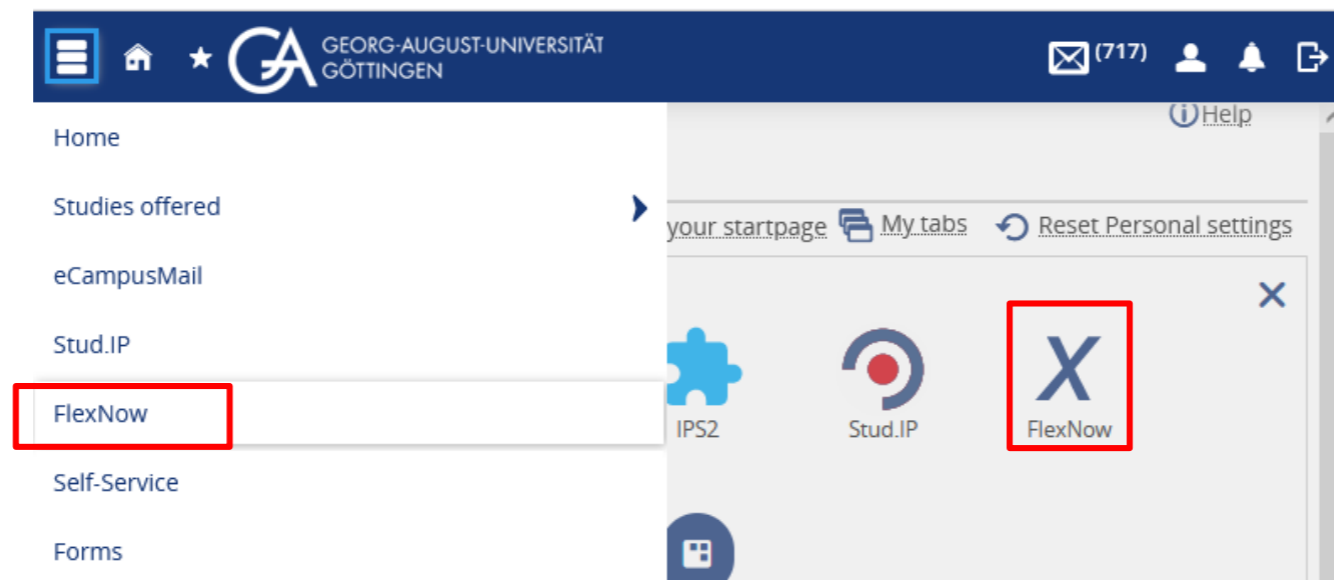 GEORG-AUGUST-UNIVERSITÄT
GÖTTINGEN
(717)
Help
Home
Studies offered
your startpage My tabs Reset Personal settings
eCampusMail
Stud.IP
FlexNow
IPS2 Stud.IP FlexNow
Self-Service
Forms